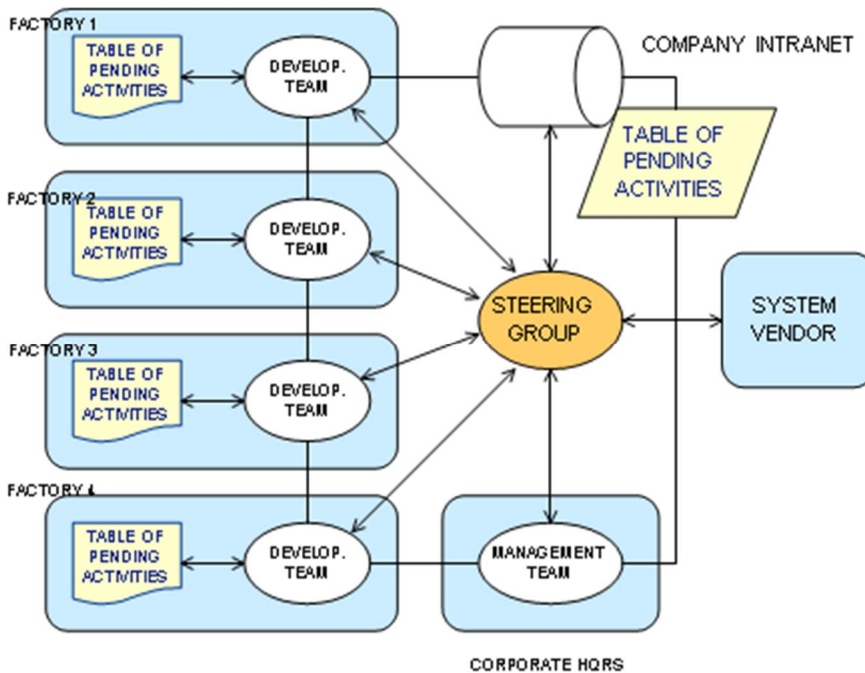 FACTORY 1
TABLE OF
PENDING
ACTIVITIES
DEVELOP.
TEAM
COMPANY INTRANET
TABLE OF
PENDING
ACTIVITIES
FACTORY 2
TABLE OF
PENDING
ACTIVITIES
DEVELOP.
TEAM
STEERING
GROUP
SYSTEM
VENDOR
FACTORY 3
TABLE OF
PENDING
ACTIVITIES
DEVELOP.
TEAM
FACTORY 4
TABLE OF
PENDING
ACTIVITIES
DEVELOP.
TEAM
MANAGEMENT
TEAM
CORPORATE HQRS